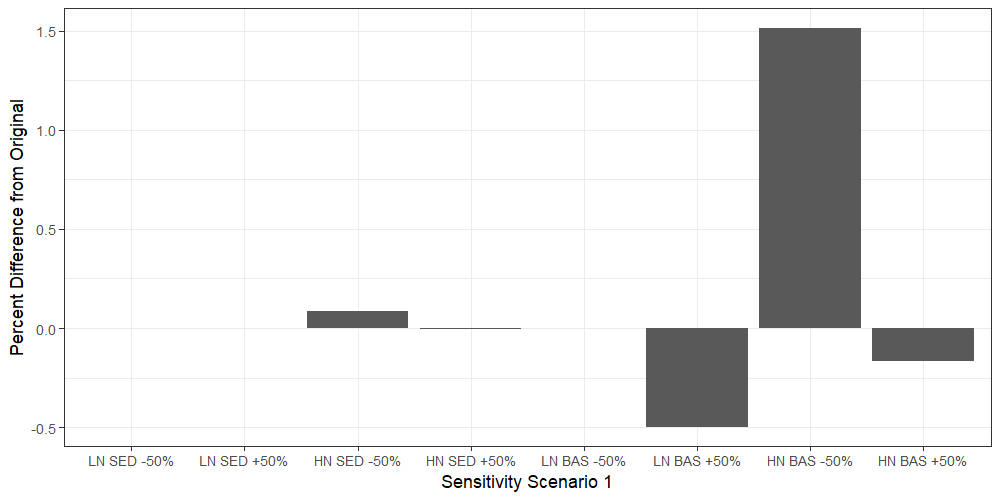 Percent Difference from Original
1.5
1.0
0.5
0.0
-0.5
LN SED -50% LN SED +50% HN SED -50% HN SED +50% LN BAS -50% LN BAS +50% HN BAS -50% HN BAS +50%
Sensitivity Scenario 1